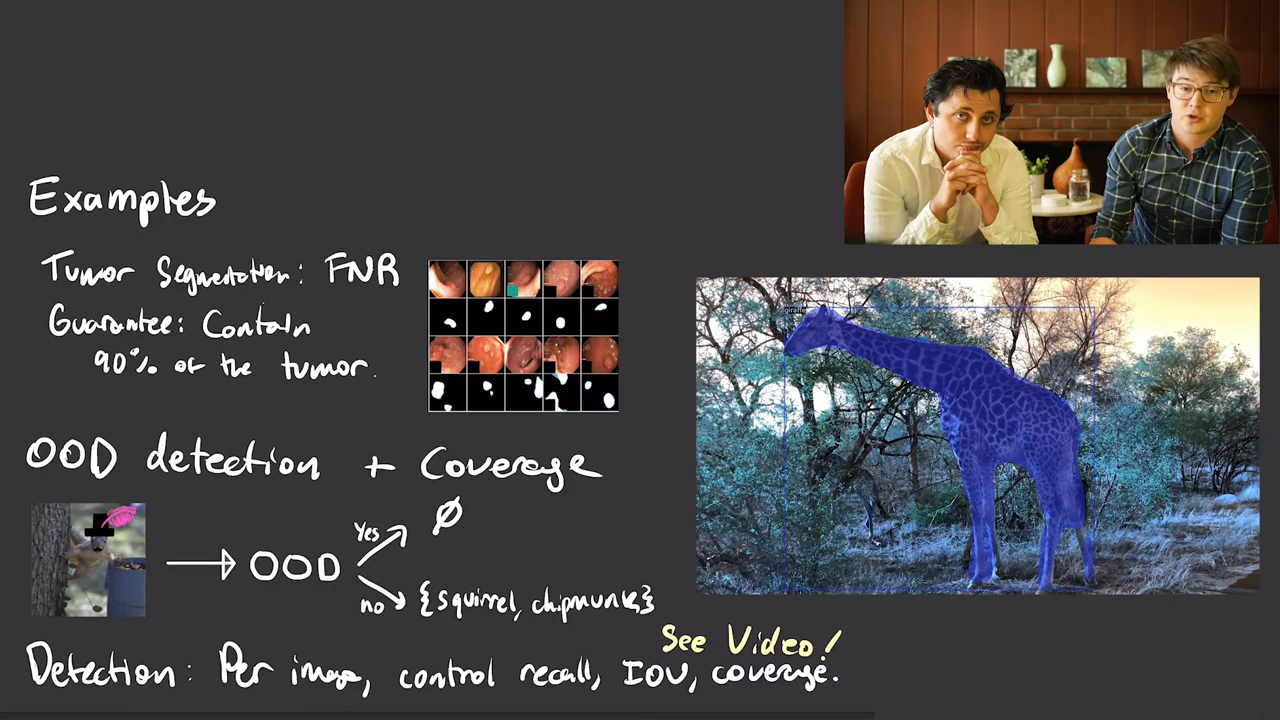 Examples
Tumor Segmentation: FNR
Guarantee: Contain
90% of the tumor.
OOD detection + Coverage
OOD
Yes
Ø
no
{squirrel, chipmunk}
See Video!
Detection: Per image, control recall, IOU, coverage.
giraffe